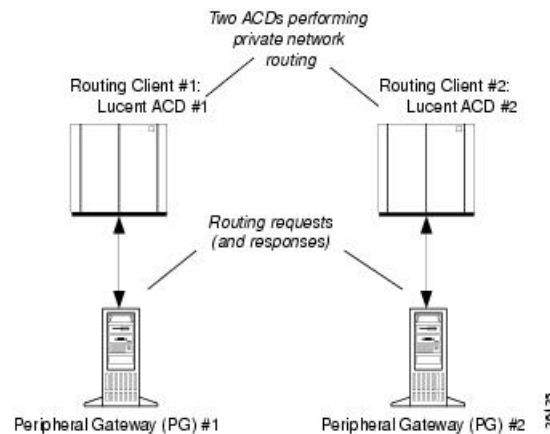 Two ACDs performing
private network
routing
Routing Client #1:
Lucent ACD #1
Routing Client #2:
Lucent ACD #2
Routing requests
(and responses)
Peripheral Gateway (PG) #1
Peripheral Gateway (PG) #2